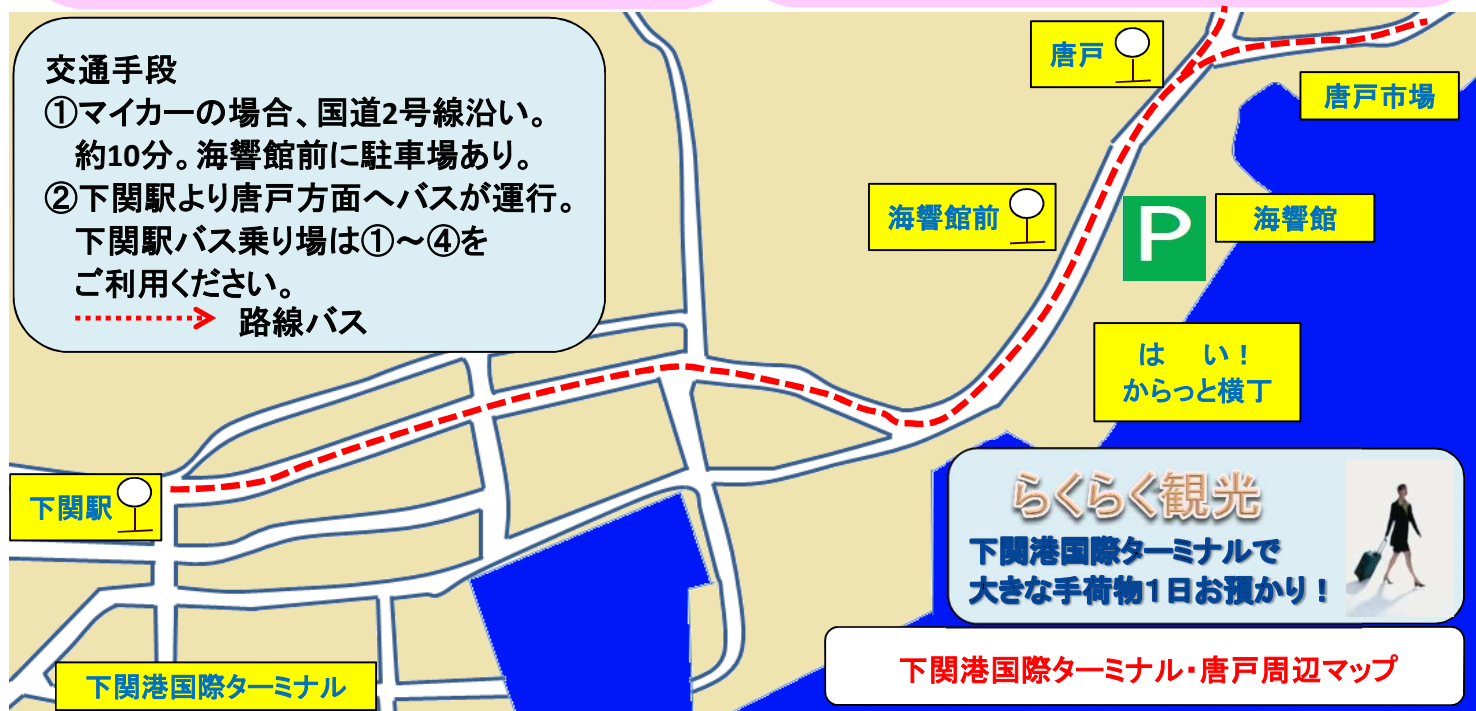 交通手段
①マイカーの場合、国道2号線沿い。
約10分。海響館前に駐車場あり。
②下関駅より唐戸方面へバスが運行。
下関駅バス乗り場は①～④を
ご利用ください。
路線バス
唐戸
唐戸市場
海響館前
P
海響館
は　い！
からっと横丁
下関駅
らくらく観光
下関港国際ターミナルで
大きな手荷物1日お預かり！
下関港国際ターミナル
下関港国際ターミナル・唐戸周辺マップ